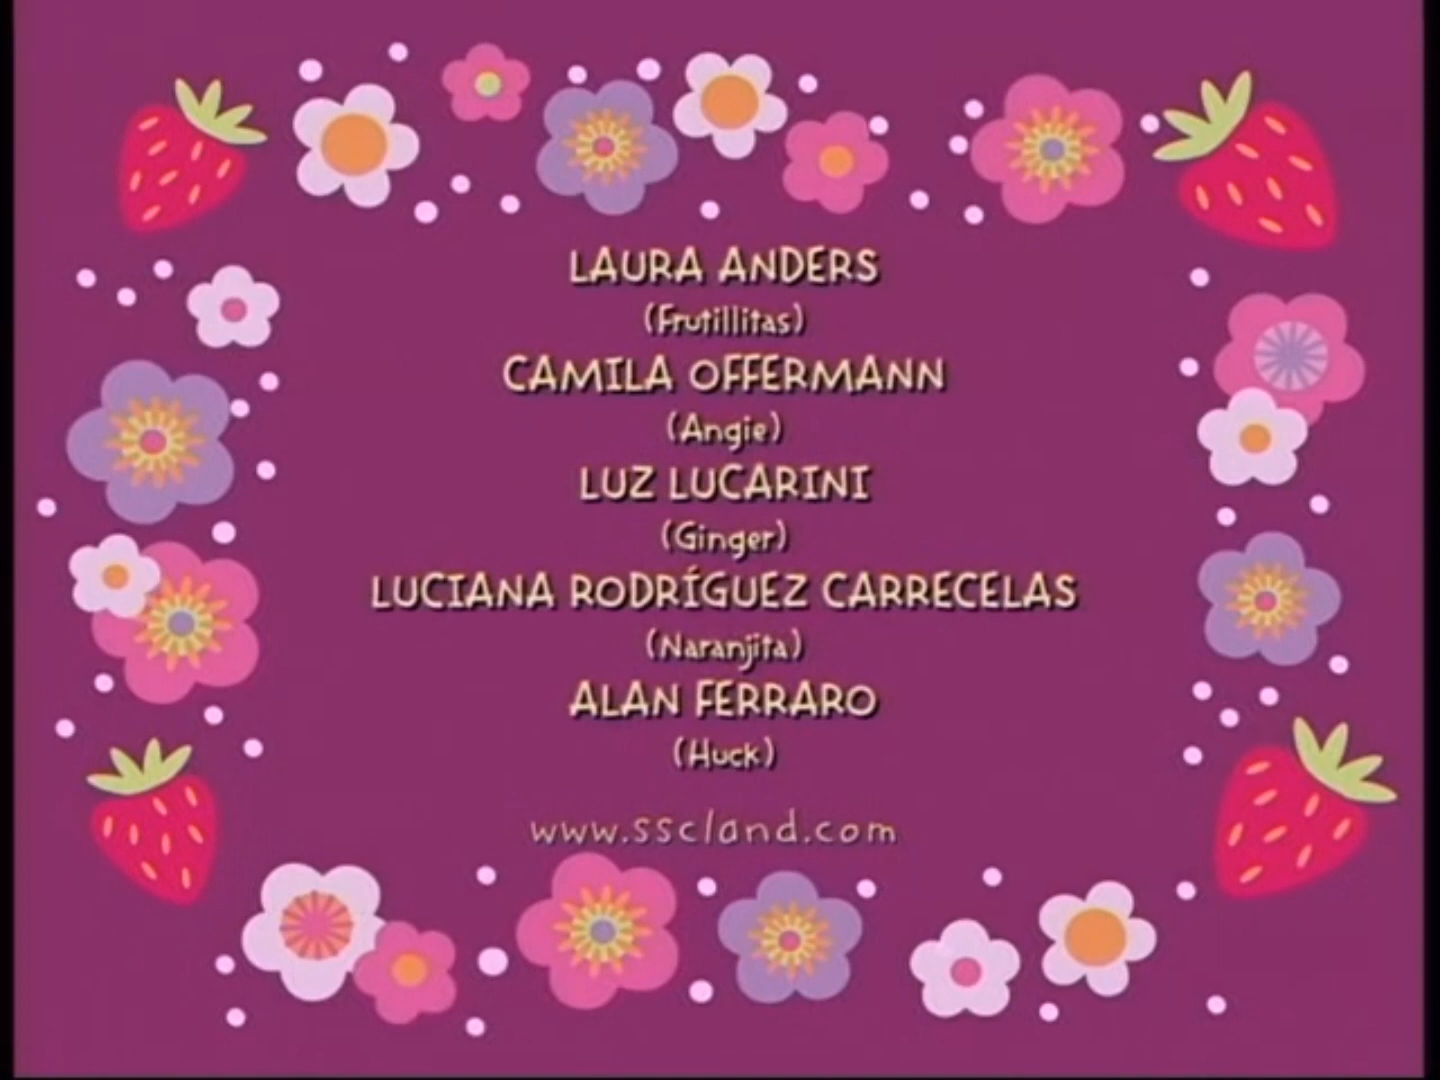 LAURA ANDERS
(Frutillitas)
CAMILA OFFERMANN
(Angie)
LUZ LUCARINI
(Ginger)
LUCIANA RODRÍGUEZ CARRECELAS
(Naranjita)
ALAN FERRARO
(Huck)
www.sscland.com